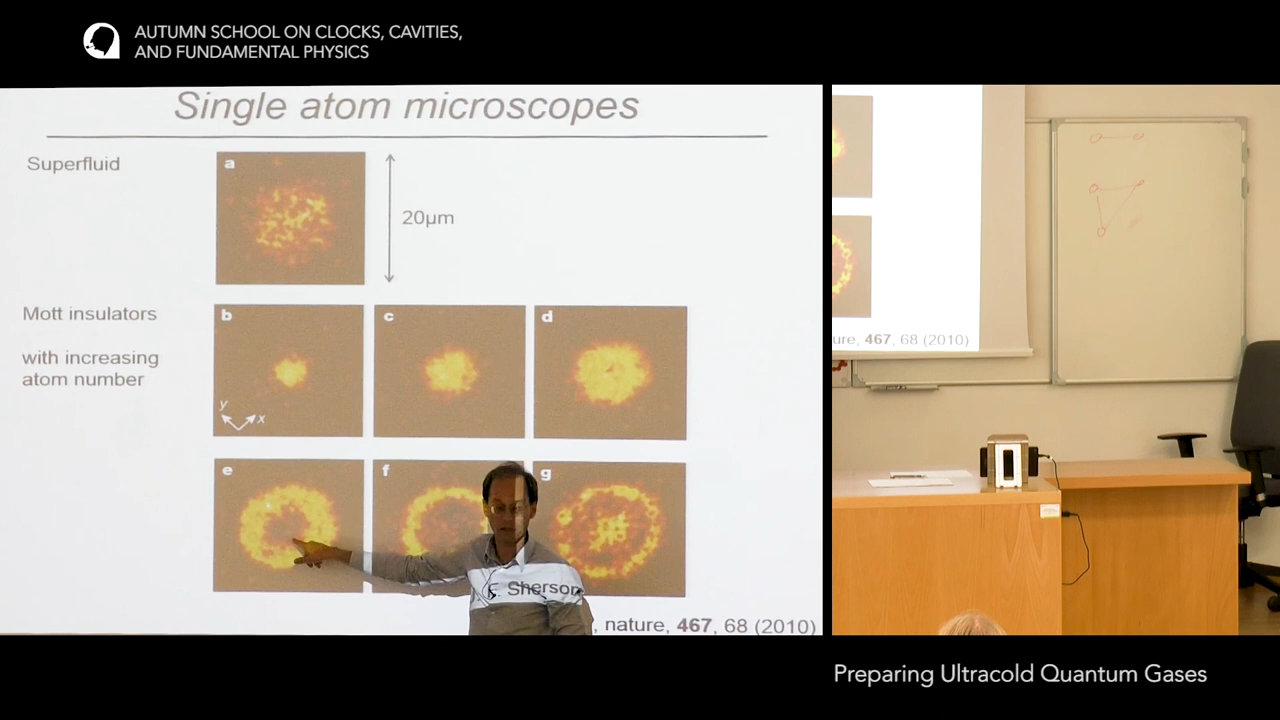 AUTUMN SCHOOL ON CLOCKS, CAVITIES,
AND FUNDAMENTAL PHYSICS
Single atom microscopes
Superfluid
a
20µm
Mott insulators
with increasing
atom number
b
c
d
y
x
e
f
g
Sherson
, nature, 467, 68 (2010)
ure, 467, 68 (2010)
Preparing Ultracold Quantum Gases